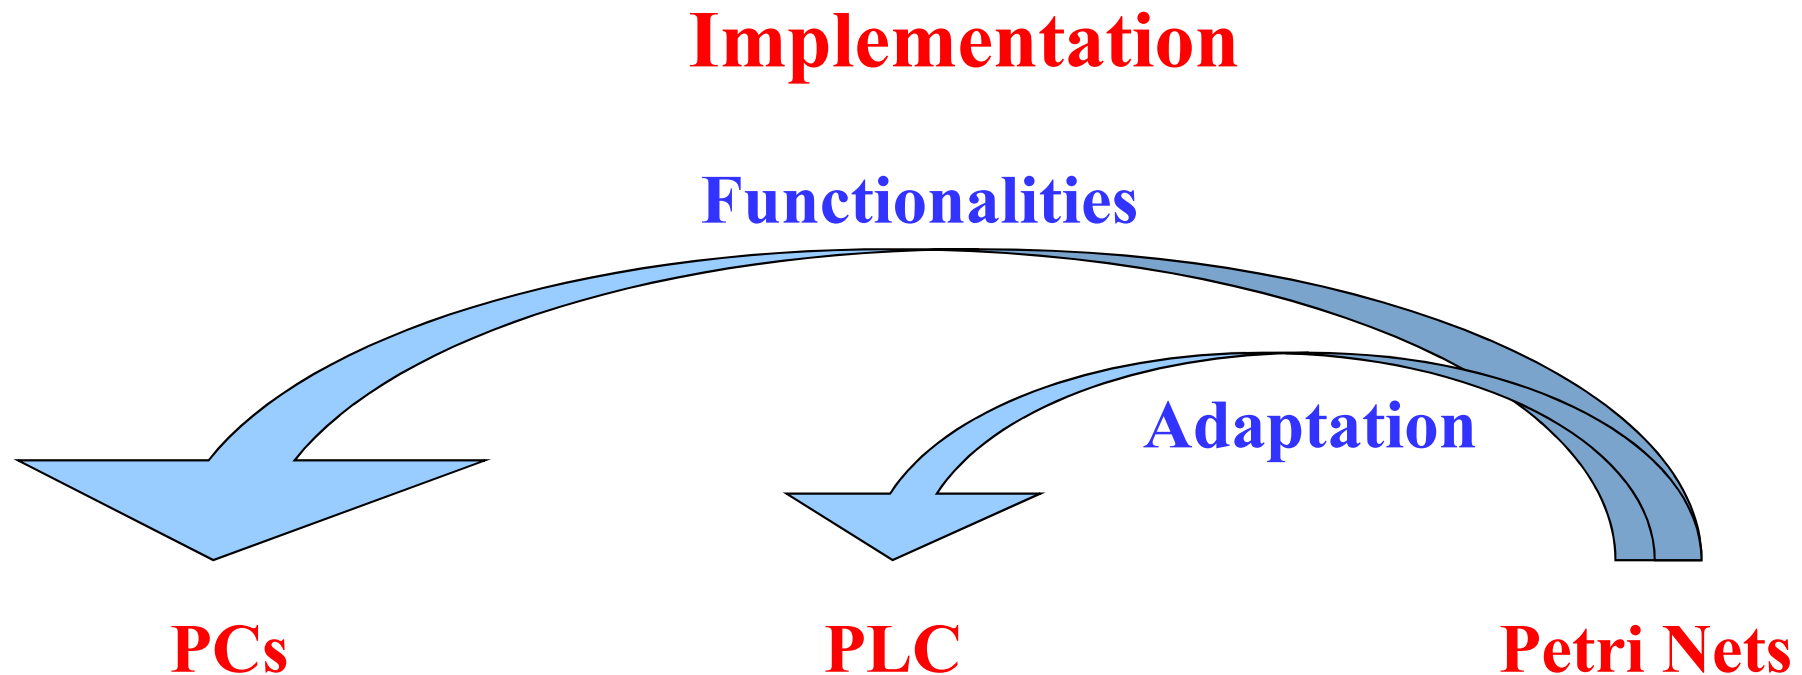 Implementation
Functionalities
Adaptation
PCs
PLC
Petri Nets